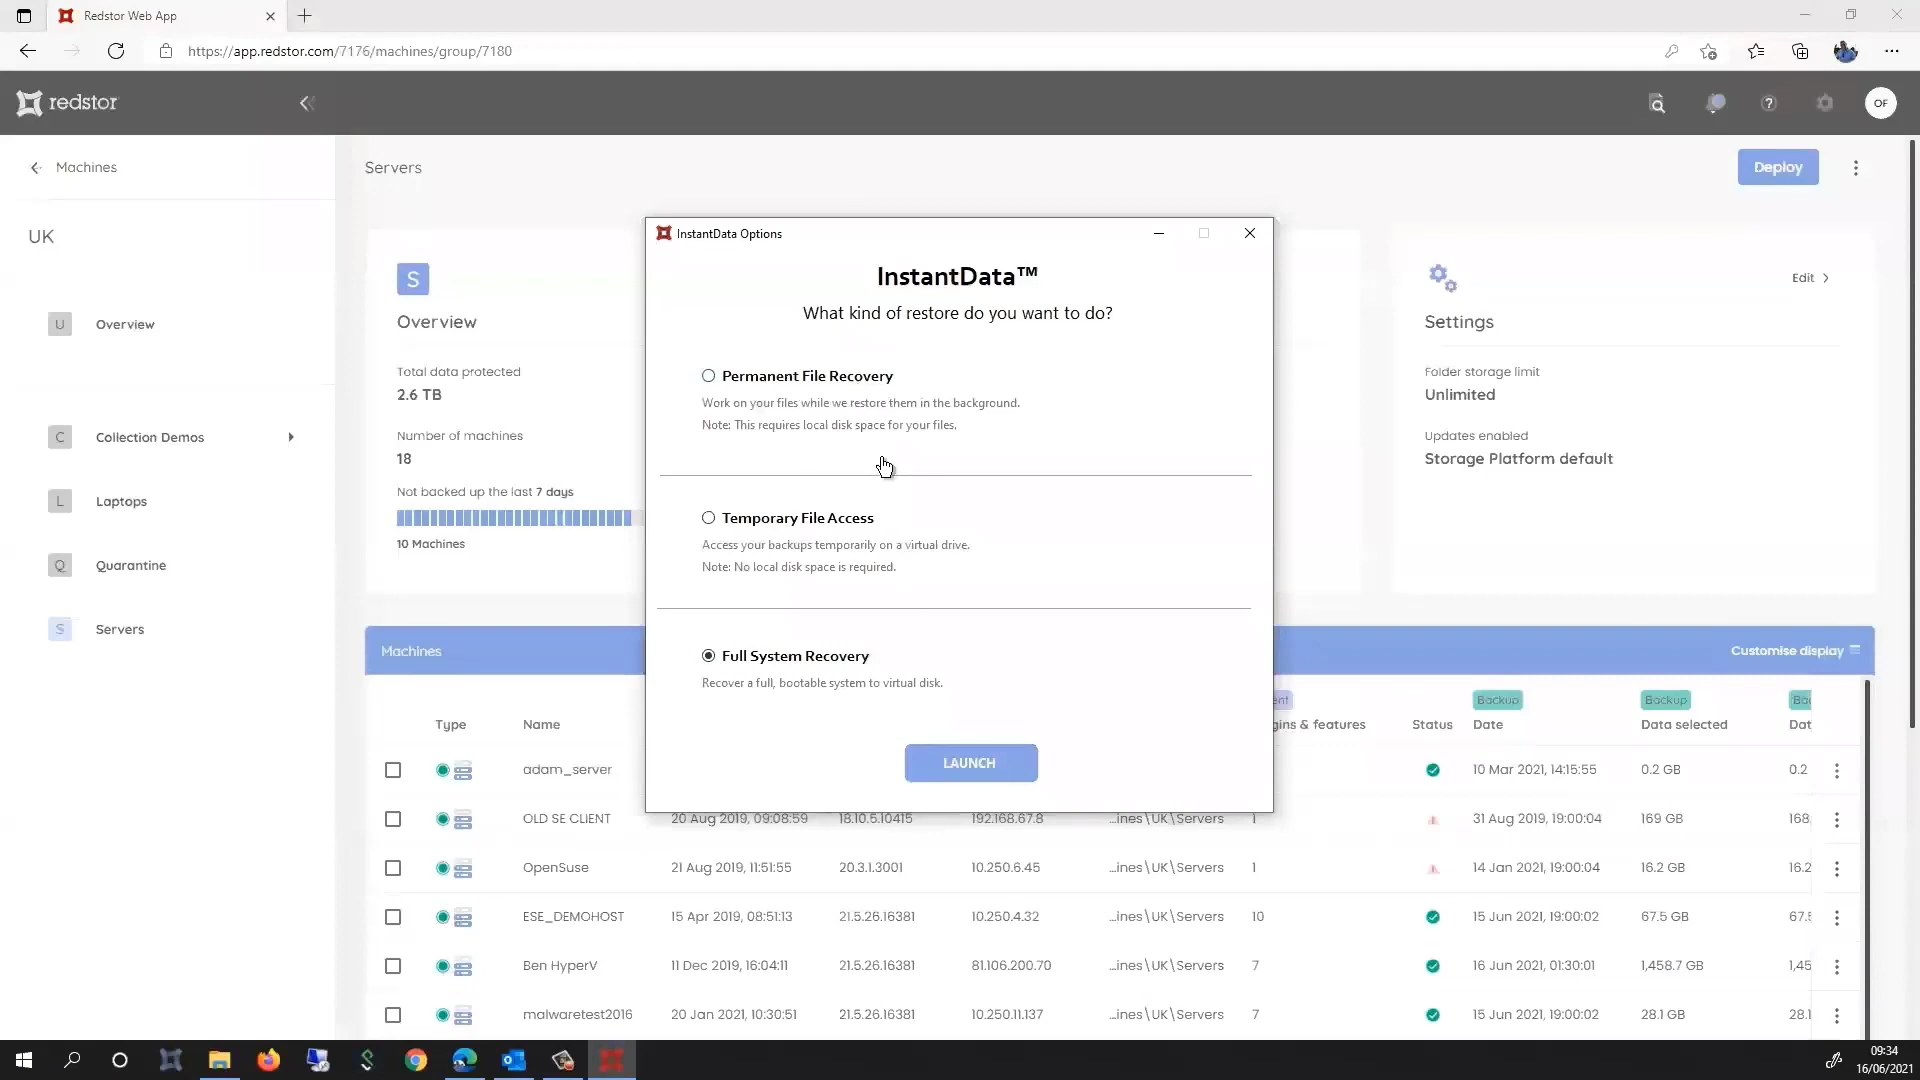 Redstor Web App
https://app.redstor.com/7176/machines/group/7180
redstor
OF
Machines
Servers
Deploy
UK
U Overview
C Collection Demos
L Laptops
Q Quarantine
S Servers
S
Overview
Total data protected
2.6 TB
Number of machines
18
Not backed up the last 7 days
10 Machines
InstantData Options
InstantData™
What kind of restore do you want to do?
Permanent File Recovery
Work on your files while we restore them in the background.
Note: This requires local disk space for your files.
Temporary File Access
Access your backups temporarily on a virtual drive.
Note: No local disk space is required.
Full System Recovery
Recover a full, bootable system to virtual disk.
LAUNCH
Edit
Settings
Folder storage limit
Unlimited
Updates enabled
Storage Platform default
Machines
Customise display
ent Backup Backup Bac
Type Name gins & features Status Date Data selected Dat
adam_server 10 Mar 2021, 14:15:55 0.2 GB 0.2
OLD SE CLIENT 20 Aug 2019, 09:08:59 18.10.5.10415 192.168.67.8 ...ines\UK\Servers 1 31 Aug 2019, 19:00:04 169 GB 168
OpenSuse 21 Aug 2019, 11:51:55 20.3.1.3001 10.250.6.45 ...ines\UK\Servers 1 14 Jan 2021, 19:00:04 16.2 GB 16.2
ESE_DEMOHOST 15 Apr 2019, 08:51:13 21.5.26.16381 10.250.4.32 ...ines\UK\Servers 10 15 Jun 2021, 19:00:02 67.5 GB 67.5
Ben HyperV 11 Dec 2019, 16:04:11 21.5.26.16381 81.106.200.70 ...ines\UK\Servers 7 16 Jun 2021, 01:30:01 1,458.7 GB 1,45
malwaretest2016 20 Jan 2021, 10:30:51 21.5.26.16381 10.250.11.137 ...ines\UK\Servers 7 15 Jun 2021, 19:00:02 28.1 GB 28.1
09:34
16/06/2021